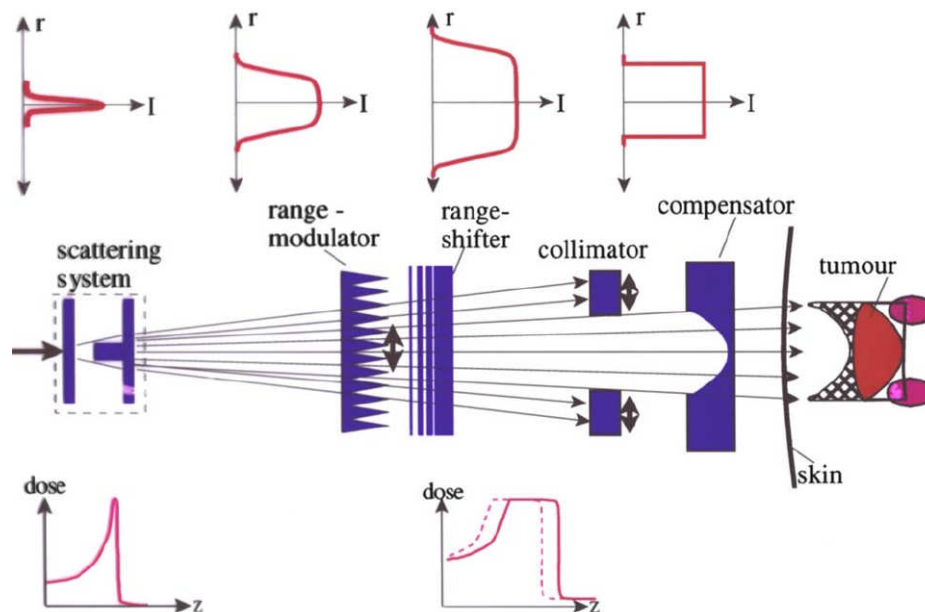 r
I
r
I
r
I
r
I
scattering
system
range -
modulator
range-
shifter
collimator
compensator
tumour
skin
dose
z
dose
z